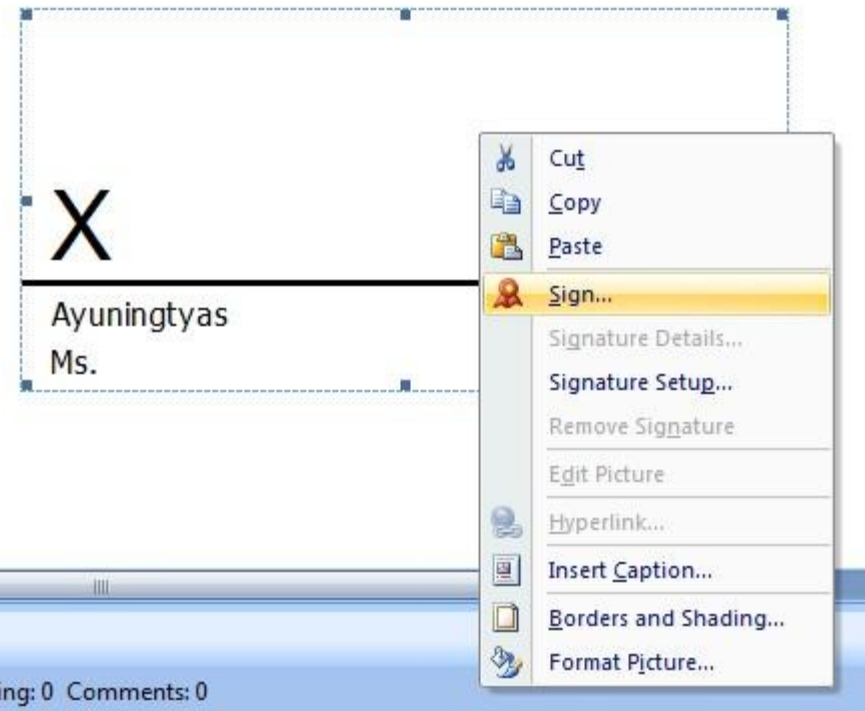 X
Ayuningtyas
Ms.
Cut
Copy
Paste
Sign...
Signature Details...
Signature Setup...
Remove Signature
Edit Picture
Hyperlink...
Insert Caption...
Borders and Shading...
Format Picture...
ing: 0 Comments: 0